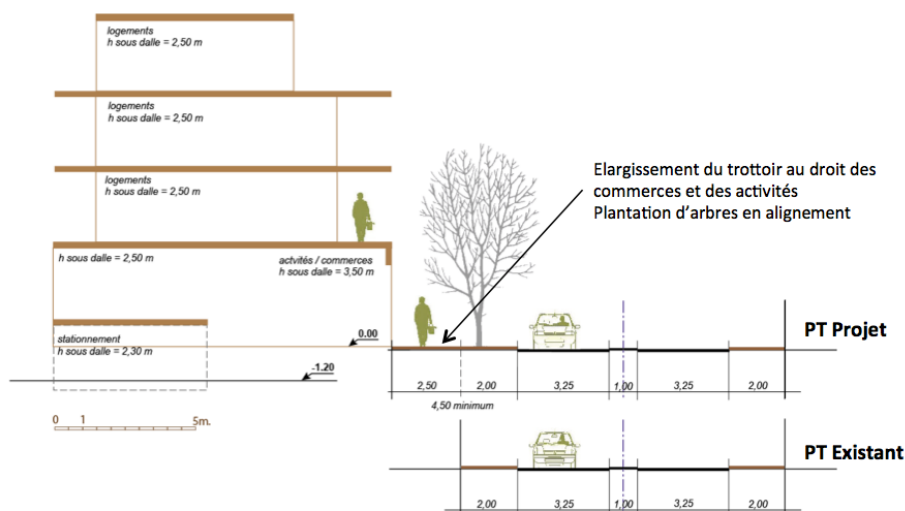 logements
h sous dalle = 2,50 m
logements
h sous dalle = 2,50 m
logements
h sous dalle = 2,50 m
Elargissement du trottoir au droit des
commerces et des activités
Plantation d'arbres en alignement
h sous dalle = 2,50 m
actvités / commerces
h sous dalle = 3,50 m
stationnement
h sous dalle = 2,30 m
0.00
-1.20
PT Projet
2,50 2,00 3,25 1,00 3,25 2,00
4,50 minimum
0 1 5m.
PT Existant
2,00 3,25 1,00 3,25 2,00